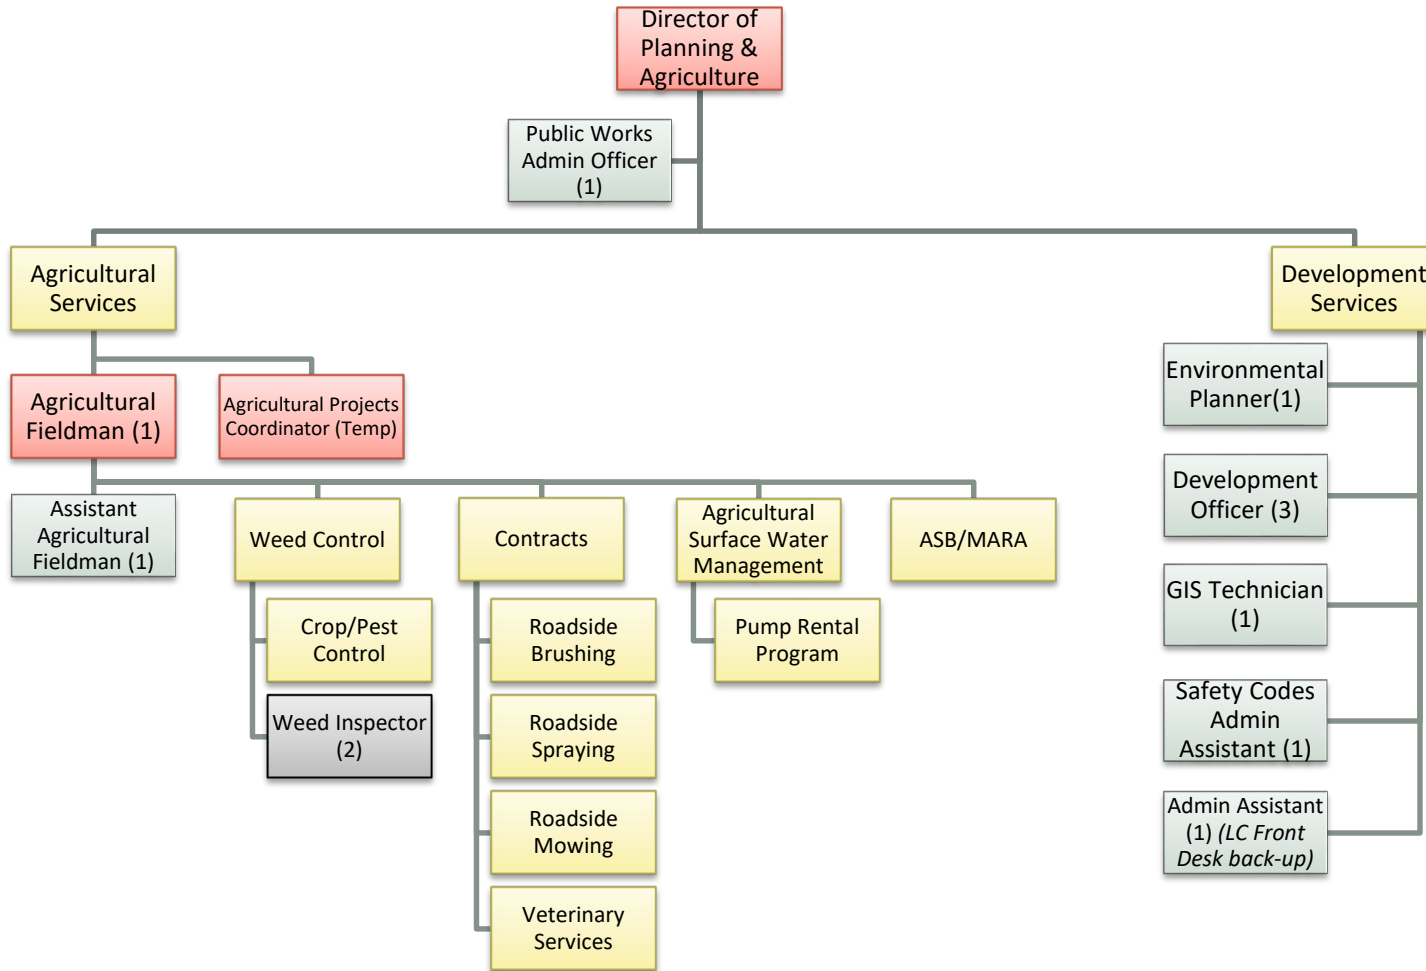 Director of
Planning &
Agriculture
Public Works
Admin Officer
(1)
Agricultural
Services
Development
Services
Agricultural
Fieldman (1)
Agricultural Projects
Coordinator (Temp)
Environmental
Planner(1)
Assistant
Agricultural
Fieldman (1)
Weed Control
Contracts
Agricultural
Surface Water
Management
ASB/MARA
Development
Officer (3)
Crop/Pest
Control
Roadside
Brushing
Pump Rental
Program
GIS Technician
(1)
Weed Inspector
(2)
Roadside
Spraying
Safety Codes
Admin
Assistant (1)
Roadside
Mowing
Admin Assistant
(1) (LC Front
Desk back-up)
Veterinary
Services